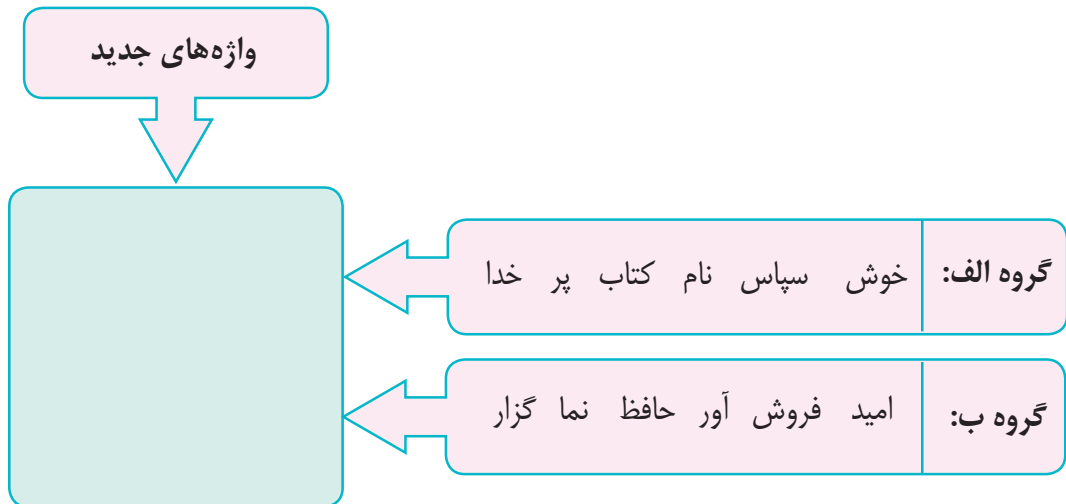 واژه‌های جدید
گروه الف: خوش سپاس نام کتاب پر خدا
گروه ب: امید فروش آور حافظ نما گزار